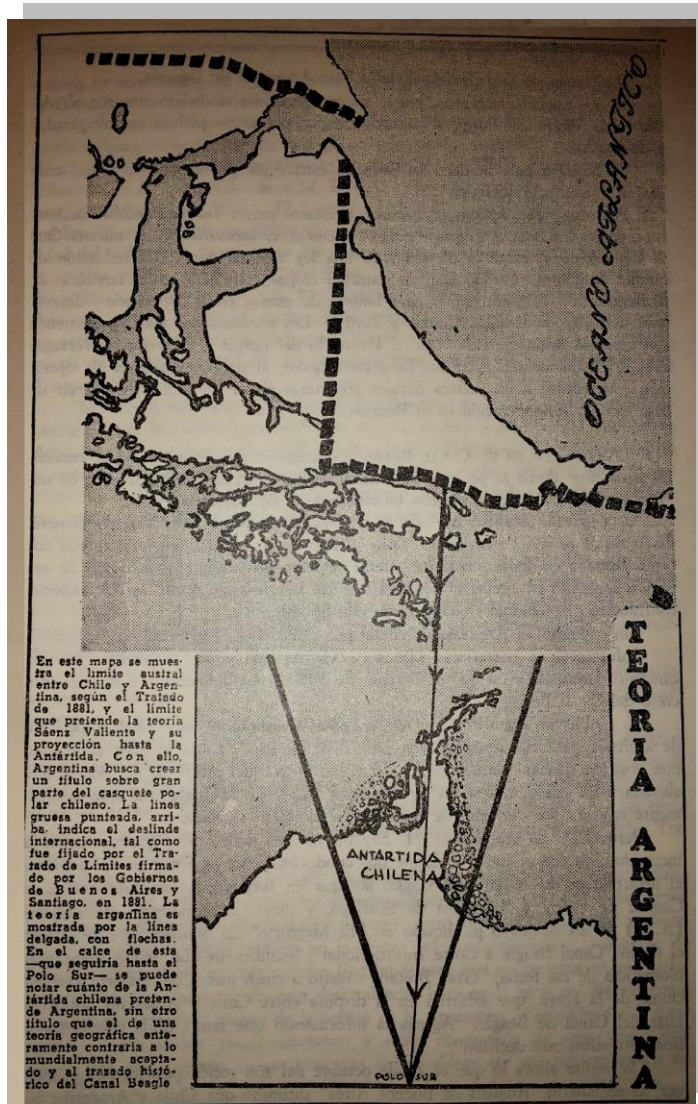 OCEANO ATLANTICO
En este mapa se mues-
tra el límite austral
entre Chile y Argen-
tina, según el Tratado
de 1881, y el límite
que pretende la teoría
Sáenz Valiente y su
proyección hasta la
Antártida. Con ello,
Argentina busca crear
un título sobre gran
parte del casquete po-
lar chileno. La línea
gruesa punteada, arri-
ba, indica el deslinde
internacional, tal como
fue fijado por el Tra-
tado de Límites firma-
do por los Gobiernos
de Buenos Aires y
Santiago, en 1881. La
teoría argentina es
mostrada por la línea
delgada, con flechas.
En el calce de ésta
—que seguiría hasta el
Polo Sur— se puede
notar cuánto de la An-
tártida chilena preten-
de Argentina, sin otro
título que el de una
teoría geográfica ente-
ramente contraria a lo
mundialmente acepta-
do y al trazado histó-
rico del Canal Beagle
ANTARTIDA
CHILENA
POLO SUR
TEORIA ARGENTINA